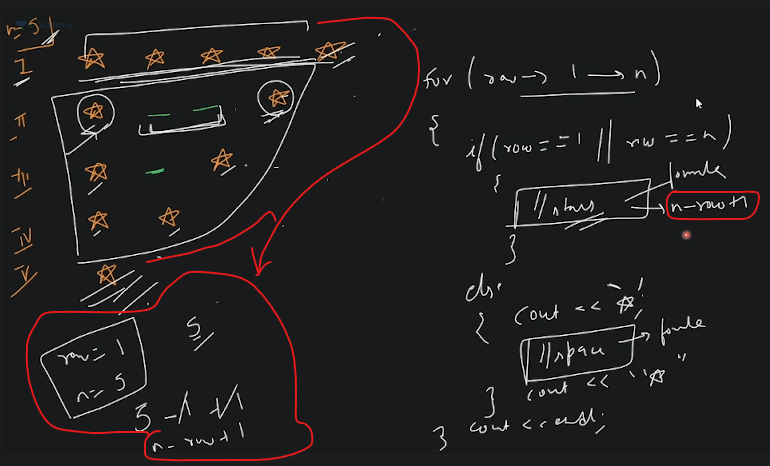 n=5
I
II
III
IV
V
row=1
n=5
5
5-1+1
n-row+1
for (row→ 1 → n)
{
if(row==1 || row==n)
{
//stars
formula
n-row+1
}
else
{ cout << "☆";
//space
formula
cout << "☆"
}
cout << endl;
}